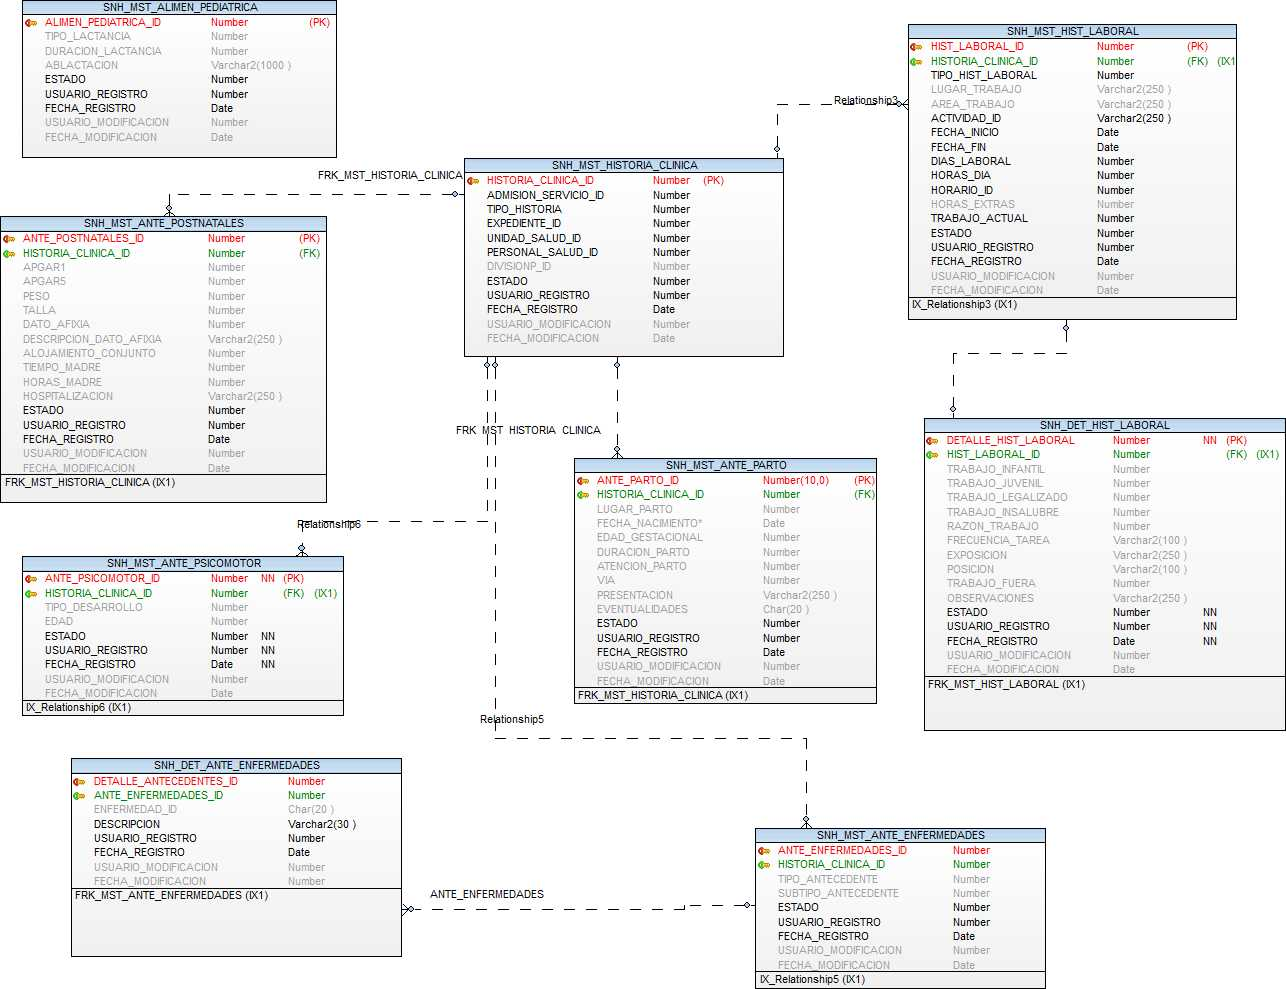 SNH_MST_ALIMEN_PEDIATRICA
ALIMEN_PEDIATRICA_ID Number (PK)
TIPO_LACTANCIA Number
DURACION_LACTANCIA Number
ABLACTACION Varchar2(1000 )
ESTADO Number
USUARIO_REGISTRO Number
FECHA_REGISTRO Date
USUARIO_MODIFICACION Number
FECHA_MODIFICACION Date
SNH_MST_HIST_LABORAL
HIST_LABORAL_ID Number (PK)
HISTORIA_CLINICA_ID Number (FK) (IX1
TIPO_HIST_LABORAL Number
LUGAR_TRABAJO Varchar2(250 )
AREA_TRABAJO Varchar2(250 )
ACTIVIDAD_ID Varchar2(250 )
FECHA_INICIO Date
FECHA_FIN Date
DIAS_LABORAL Number
HORAS_DIA Number
HORARIO_ID Number
HORAS_EXTRAS Number
TRABAJO_ACTUAL Number
ESTADO Number
USUARIO_REGISTRO Number
FECHA_REGISTRO Date
USUARIO_MODIFICACION Number
FECHA_MODIFICACION Date
IX_Relationship3 (IX1)
Relationship3
SNH_MST_HISTORIA_CLINICA
HISTORIA_CLINICA_ID Number (PK)
ADMISION_SERVICIO_ID Number
TIPO_HISTORIA Number
EXPEDIENTE_ID Number
UNIDAD_SALUD_ID Number
PERSONAL_SALUD_ID Number
DIVISIONP_ID Number
ESTADO Number
USUARIO_REGISTRO Number
FECHA_REGISTRO Date
USUARIO_MODIFICACION Number
FECHA_MODIFICACION Date
FRK_MST_HISTORIA_CLINICA
SNH_MST_ANTE_POSTNATALES
ANTE_POSTNATALES_ID Number (PK)
HISTORIA_CLINICA_ID Number (FK)
APGAR1 Number
APGAR5 Number
PESO Number
TALLA Number
DATO_AFIXIA Number
DESCRIPCION_DATO_AFIXIA Varchar2(250 )
ALOJAMIENTO_CONJUNTO Number
TIEMPO_MADRE Number
HORAS_MADRE Number
HOSPITALIZACION Varchar2(250 )
ESTADO Number
USUARIO_REGISTRO Number
FECHA_REGISTRO Date
USUARIO_MODIFICACION Number
FECHA_MODIFICACION Date
FRK_MST_HISTORIA_CLINICA (IX1)
FRK_MST_HISTORIA_CLINICA
SNH_MST_ANTE_PARTO
ANTE_PARTO_ID Number(10,0) (PK)
HISTORIA_CLINICA_ID Number (FK)
LUGAR_PARTO Number
FECHA_NACIMIENTO* Date
EDAD_GESTACIONAL Number
DURACION_PARTO Number
ATENCION_PARTO Number
VIA Number
PRESENTACION Varchar2(250 )
EVENTUALIDADES Char(20 )
ESTADO Number
USUARIO_REGISTRO Number
FECHA_REGISTRO Date
USUARIO_MODIFICACION Number
FECHA_MODIFICACION Date
FRK_MST_HISTORIA_CLINICA (IX1)
SNH_DET_HIST_LABORAL
DETALLE_HIST_LABORAL Number NN (PK)
HIST_LABORAL_ID Number (FK) (IX1)
TRABAJO_INFANTIL Number
TRABAJO_JUVENIL Number
TRABAJO_LEGALIZADO Number
TRABAJO_INSALUBRE Number
RAZON_TRABAJO Number
FRECUENCIA_TAREA Varchar2(100 )
EXPOSICION Varchar2(250 )
POSICION Varchar2(100 )
TRABAJO_FUERA Number
OBSERVACIONES Varchar2(250 )
ESTADO Number NN
USUARIO_REGISTRO Number NN
FECHA_REGISTRO Date NN
USUARIO_MODIFICACION Number
FECHA_MODIFICACION Date
FRK_MST_HIST_LABORAL (IX1)
Relationship6
SNH_MST_ANTE_PSICOMOTOR
ANTE_PSICOMOTOR_ID Number NN (PK)
HISTORIA_CLINICA_ID Number (FK) (IX1)
TIPO_DESARROLLO Number
EDAD Number
ESTADO Number NN
USUARIO_REGISTRO Number NN
FECHA_REGISTRO Date NN
USUARIO_MODIFICACION Number
FECHA_MODIFICACION Date
IX_Relationship6 (IX1)
Relationship5
SNH_DET_ANTE_ENFERMEDADES
DETALLE_ANTECEDENTES_ID Number
ANTE_ENFERMEDADES_ID Number
ENFERMEDAD_ID Char(20 )
DESCRIPCION Varchar2(30 )
USUARIO_REGISTRO Number
FECHA_REGISTRO Date
USUARIO_MODIFICACION Number
FECHA_MODIFICACION Number
FRK_MST_ANTE_ENFERMEDADES (IX1)
ANTE_ENFERMEDADES
SNH_MST_ANTE_ENFERMEDADES
ANTE_ENFERMEDADES_ID Number
HISTORIA_CLINICA_ID Number
TIPO_ANTECEDENTE Number
SUBTIPO_ANTECEDENTE Number
ESTADO Number
USUARIO_REGISTRO Number
FECHA_REGISTRO Date
USUARIO_MODIFICACION Number
FECHA_MODIFICACION Date
IX_Relationship5 (IX1)